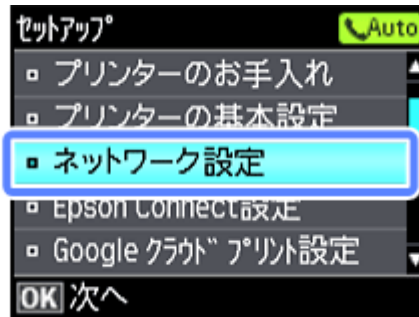 セットアップ Auto
プリンターのお手入れ
プリンターの基本設定
ネットワーク設定
Epson Connect設定
Google クラウド プリント設定
OK 次へ